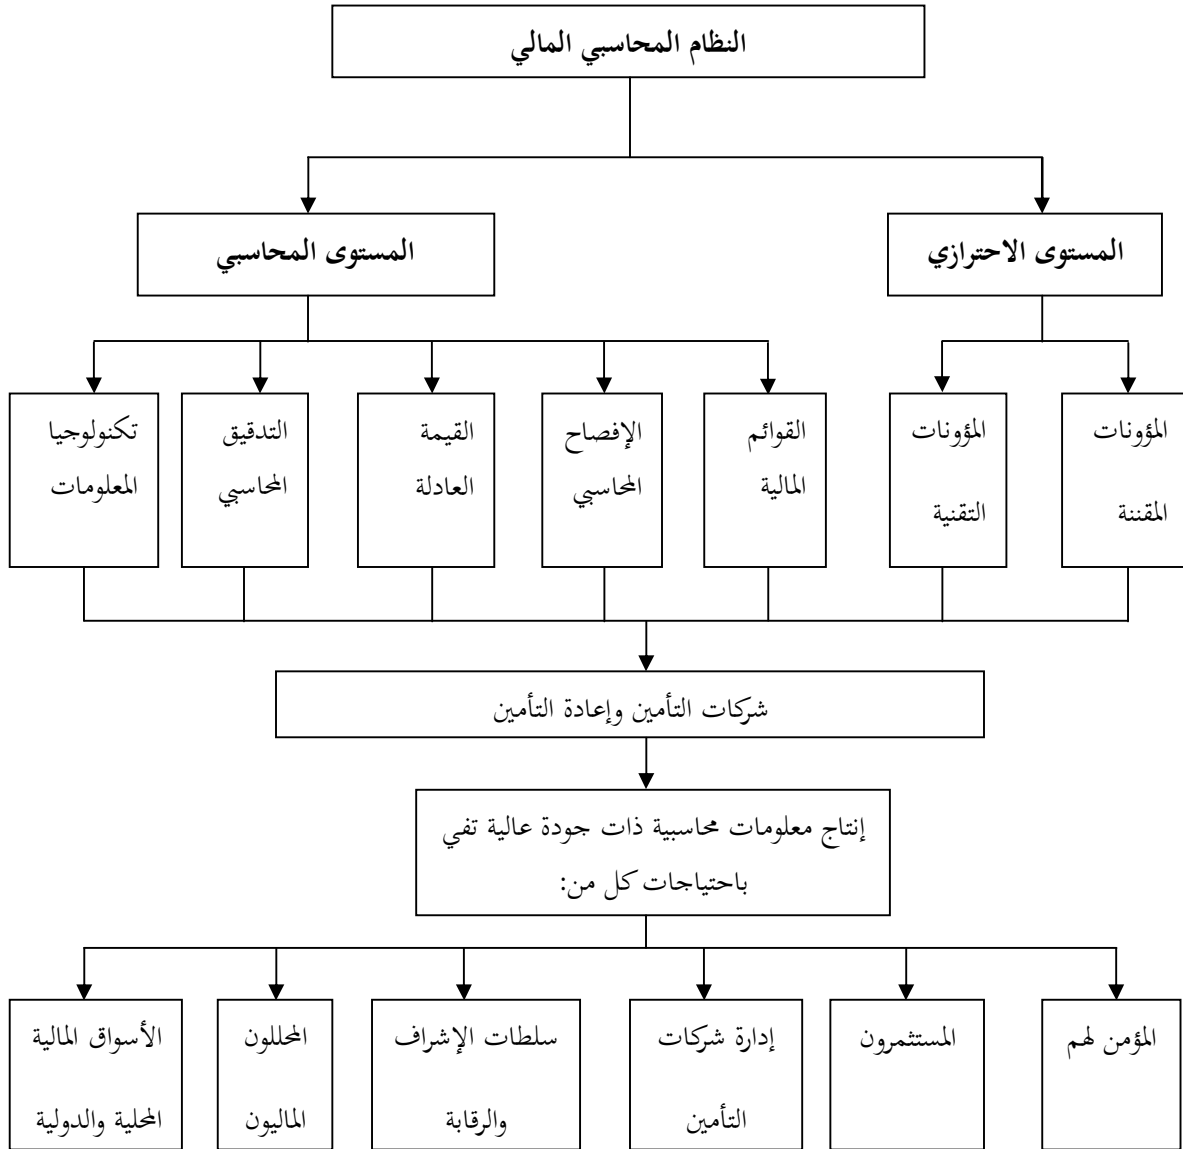 النظام المحاسبي المالي
المستوى الاحترازي
المستوى المحاسبي
المؤونات
المقننة
المؤونات
التقنية
القوائم
المالية
الإفصاح
المحاسبي
القيمة
العادلة
التدقيق
المحاسبي
تكنولوجيا
المعلومات
شركات التأمين وإعادة التأمين
إنتاج معلومات محاسبية ذات جودة عالية تفي
باحتياجات كل من:
المؤمن لهم
المستثمرون
إدارة شركات
التأمين
سلطات الإشراف
والرقابة
المحللون
الماليون
الأسواق المالية
المحلية والدولية